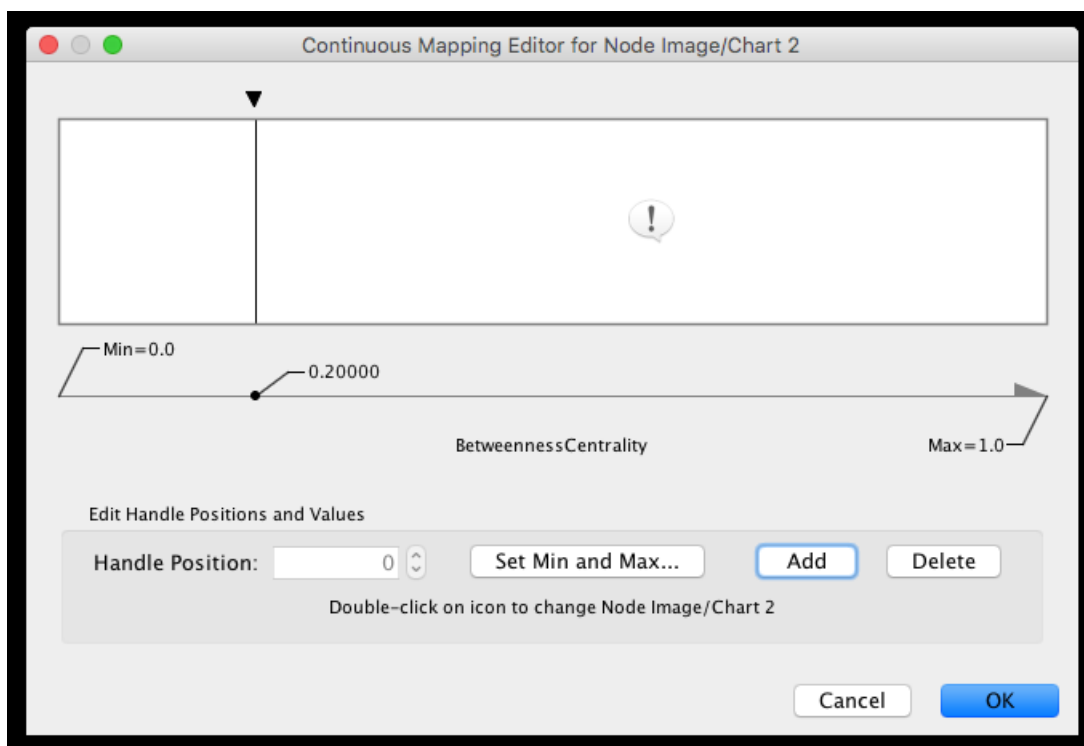 Continuous Mapping Editor for Node Image/Chart 2
!
Min=0.0
0.20000
BetweennessCentrality
Max=1.0
Edit Handle Positions and Values
Handle Position: 0 Set Min and Max... Add Delete
Double-click on icon to change Node Image/Chart 2
Cancel OK